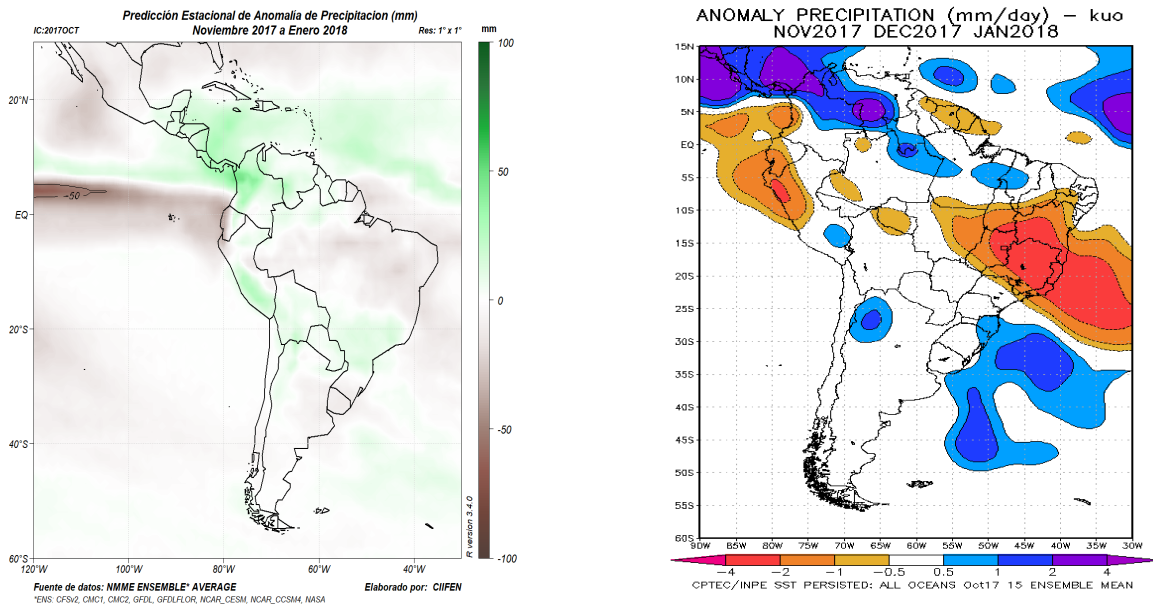 Predicción Estacional de Anomalía de Precipitacion (mm)
IC:2017OCT
Noviembre 2017 a Enero 2018
Res: 1° x 1°
mm
100
50
0
-50
-100
20°N
EQ
20°S
40°S
60°S
-50
120°W
100°W
80°W
60°W
40°W
R version 3.4.0
Fuente de datos: NMME ENSEMBLE* AVERAGE
Elaborado por: CIIFEN
*ENS: CFSv2, CMC1, CMC2, GFDL, GFDLFLOR, NCAR_CESM, NCAR_CCSM4, NASA
ANOMALY PRECIPITATION (mm/day) – kuo
NOV2017 DEC2017 JAN2018
15N
10N
5N
EQ
5S
10S
15S
20S
25S
30S
35S
40S
45S
50S
55S
60S
90W
85W
80W
75W
70W
65W
60W
55W
50W
45W
40W
35W
30W
−4
−2
−1
−0.5
0.5
1
2
4
CPTEC/INPE SST PERSISTED: ALL OCEANS Oct17 15 ENSEMBLE MEAN